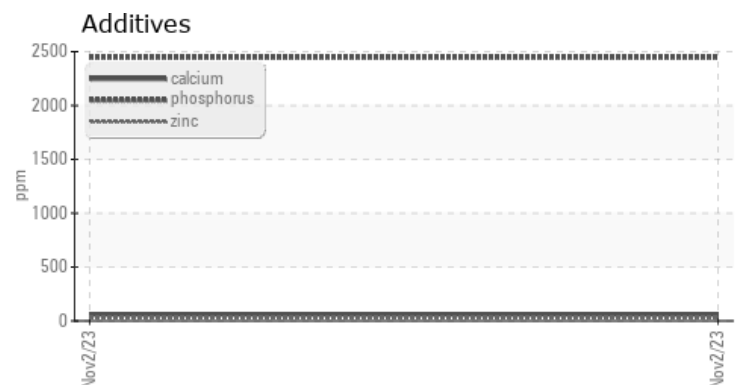 Additives
2500
2000
1500
1000
500
0
ppm
calcium
phosphorus
zinc
Nov2/23
Nov2/23